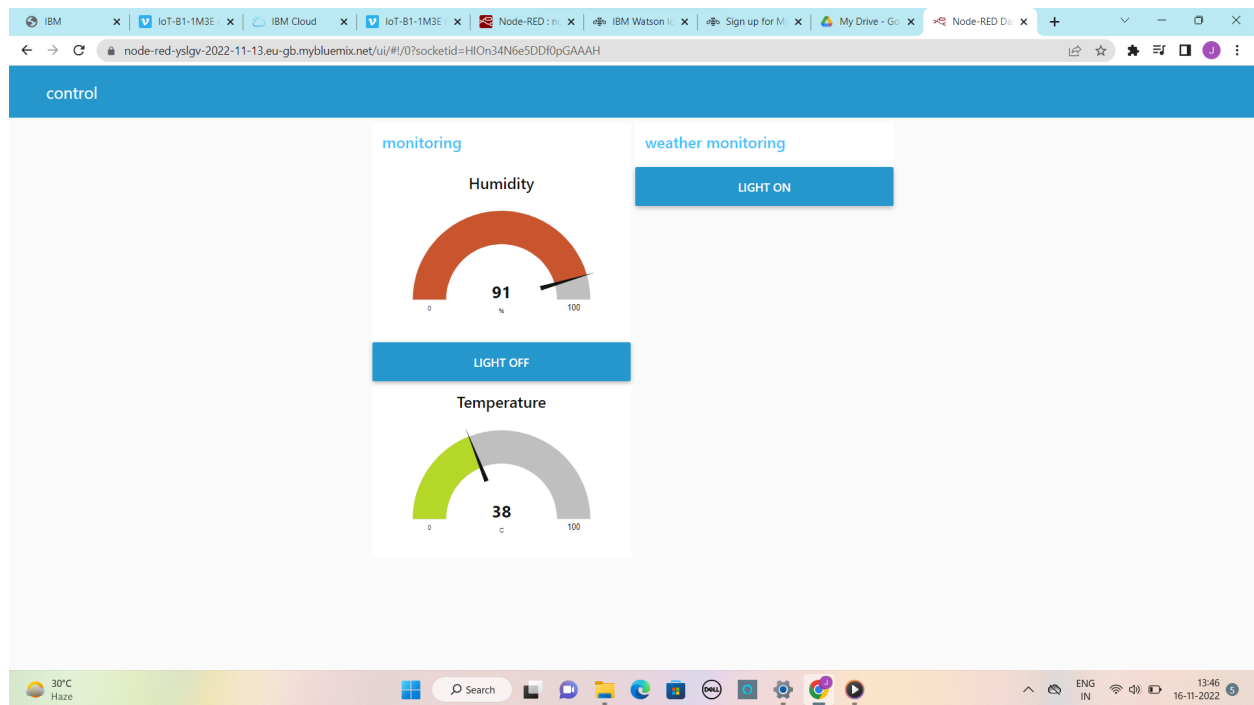 IBM
IoT-B1-1M3E
IBM Cloud
IoT-B1-1M3E
Node-RED : n
IBM Watson Io
Sign up for M
My Drive - Go
Node-RED Da
node-red-yslgv-2022-11-13.eu-gb.mybluemix.net/ui/#!/0?socketid=HIOn34N6e5DDf0pGAAAH
J
control
monitoring
Humidity
91
%
0
100
LIGHT OFF
Temperature
38
C
0
100
weather monitoring
LIGHT ON
30°C
Haze
Search
DELL
ENG
IN
13:46
16-11-2022
5